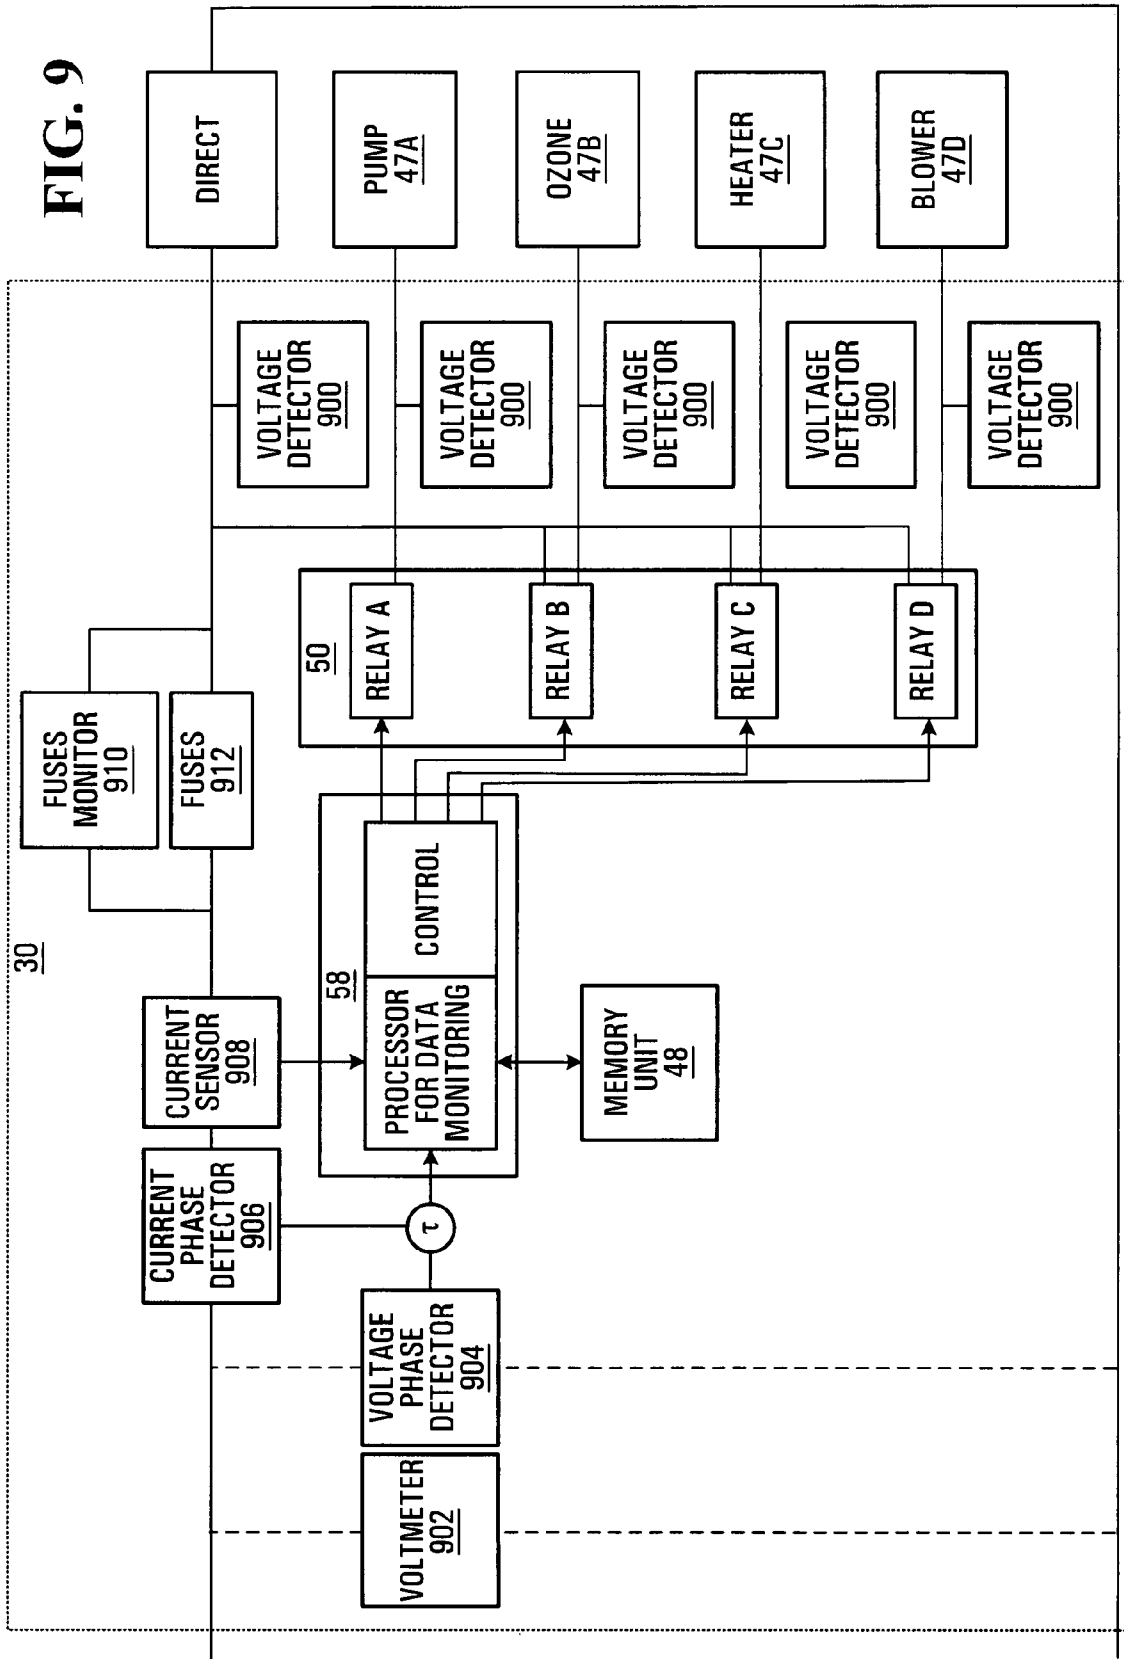 FIG. 9
DIRECT
PUMP
47A
OZONE
47B
HEATER
47C
BLOWER
47D
VOLTAGE
DETECTOR
900
VOLTAGE
DETECTOR
900
VOLTAGE
DETECTOR
900
VOLTAGE
DETECTOR
900
VOLTAGE
DETECTOR
900
50
RELAY A
RELAY B
RELAY C
RELAY D
FUSES
MONITOR
910
FUSES
912
30
58
CONTROL
PROCESSOR
FOR DATA
MONITORING
CURRENT
SENSOR
908
CURRENT
PHASE
DETECTOR
906
MEMORY
UNIT
48
τ
VOLTAGE
PHASE
DETECTOR
904
VOLTMETER
902